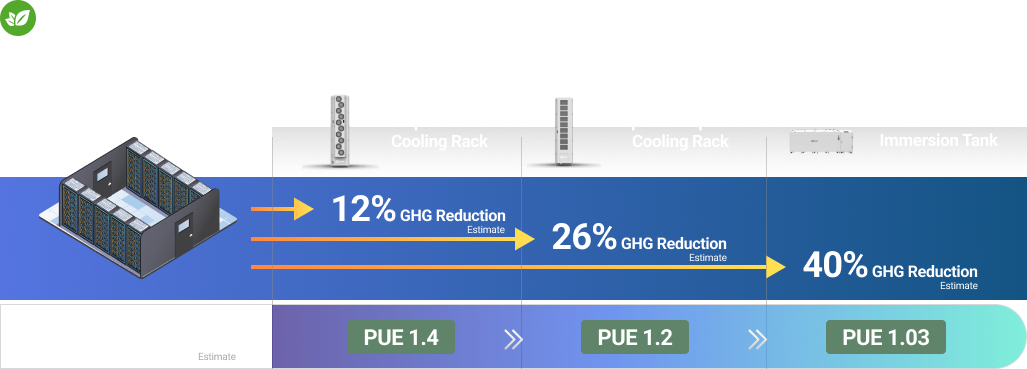 Cooling Rack
Cooling Rack
Immersion Tank
12% GHG Reduction
Estimate
26% GHG Reduction
Estimate
40% GHG Reduction
Estimate
Estimate
PUE 1.4
PUE 1.2
PUE 1.03